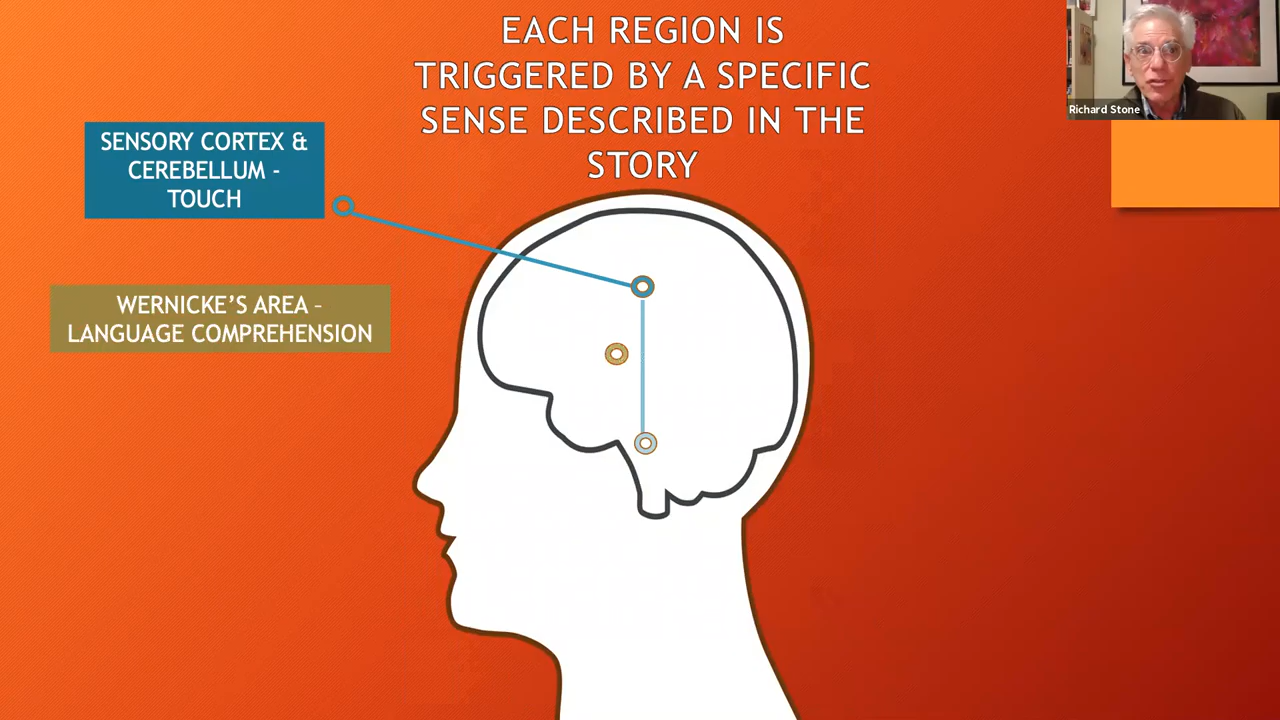 EACH REGION IS
TRIGGERED BY A SPECIFIC
SENSE DESCRIBED IN THE
STORY
Richard Stone
SENSORY CORTEX &
CEREBELLUM -
TOUCH
WERNICKE’S AREA –
LANGUAGE COMPREHENSION